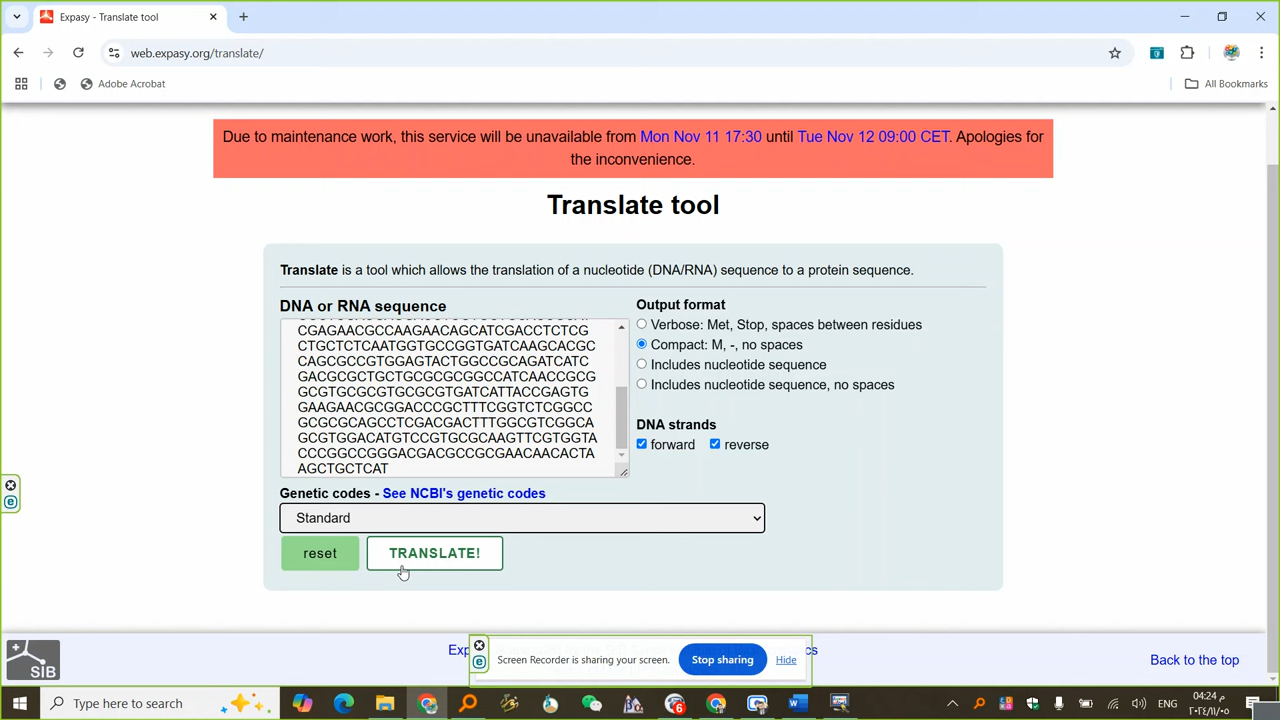 Expasy - Translate tool
web.expasy.org/translate/
Adobe Acrobat
All Bookmarks
Due to maintenance work, this service will be unavailable from Mon Nov 11 17:30 until Tue Nov 12 09:00 CET. Apologies for
the inconvenience.
Translate tool
Translate is a tool which allows the translation of a nucleotide (DNA/RNA) sequence to a protein sequence.
DNA or RNA sequence
CGAGAACGCCAAGAACAGCATCGACCTCTCG
CTGCTCTCAATGGTGCCGGTGATCAAGCACGC
CAGCGCCGTGGAGTACTGGCCGCAGATCATC
GACGCGCTGCTGCGCGCGGCCATCAACCGCG
GCGTGCGCGTGCGCGTGATCATTACCGAGTG
GAAGAACGCGGACCCGCTTTCGGTCTCGGCC
GCGCGCAGCCTCGACGACTTTGGCGTCGGCA
GCGTGGACATGTCCGTGCGCAAGTTCGTGGTA
CCCGGCCGGGACGACGCCGCGAACAACACTA
AGCTGCTCAT
Output format
Verbose: Met, Stop, spaces between residues
Compact: M, -, no spaces
Includes nucleotide sequence
Includes nucleotide sequence, no spaces
DNA strands
forward
reverse
Genetic codes - See NCBI's genetic codes
Standard
reset
TRANSLATE!
SIB
Exp
cs
Screen Recorder is sharing your screen.
Stop sharing
Hide
Back to the top
Type here to search
6
ENG
04:24 م